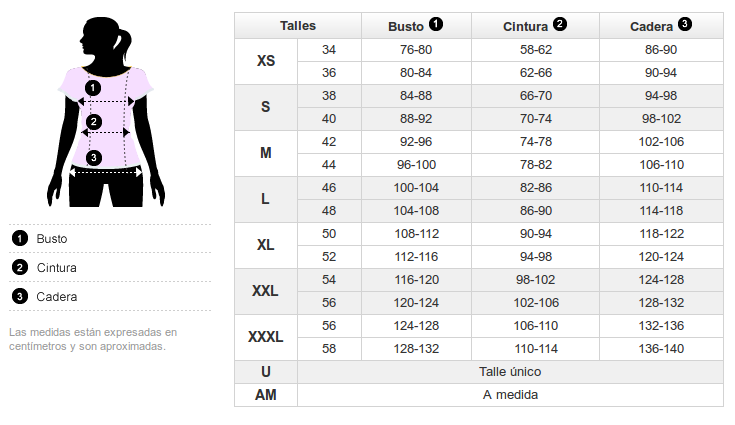 1
2
3
1 Busto
2 Cintura
3 Cadera
Las medidas están expresadas en
centímetros y son aproximadas.
Talles Busto 1 Cintura 2 Cadera 3
XS 34 76-80 58-62 86-90
36 80-84 62-66 90-94
S 38 84-88 66-70 94-98
40 88-92 70-74 98-102
M 42 92-96 74-78 102-106
44 96-100 78-82 106-110
L 46 100-104 82-86 110-114
48 104-108 86-90 114-118
XL 50 108-112 90-94 118-122
52 112-116 94-98 120-124
XXL 54 116-120 98-102 124-128
56 120-124 102-106 128-132
XXXL 56 124-128 106-110 132-136
58 128-132 110-114 136-140
U Talle único
AM A medida